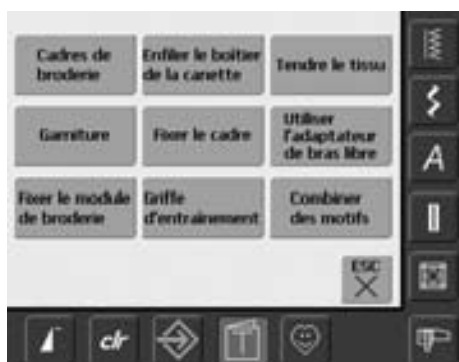 Cadres de
broderie
Enfiler le boîtier
de la canette
Tendre le tissu
Garniture
Fixer le cadre
Utiliser
l'adaptateur
de bras libre
Fixer le module
de broderie
Griffe
d'entraînement
Combiner
des motifs
ESC
A
clr